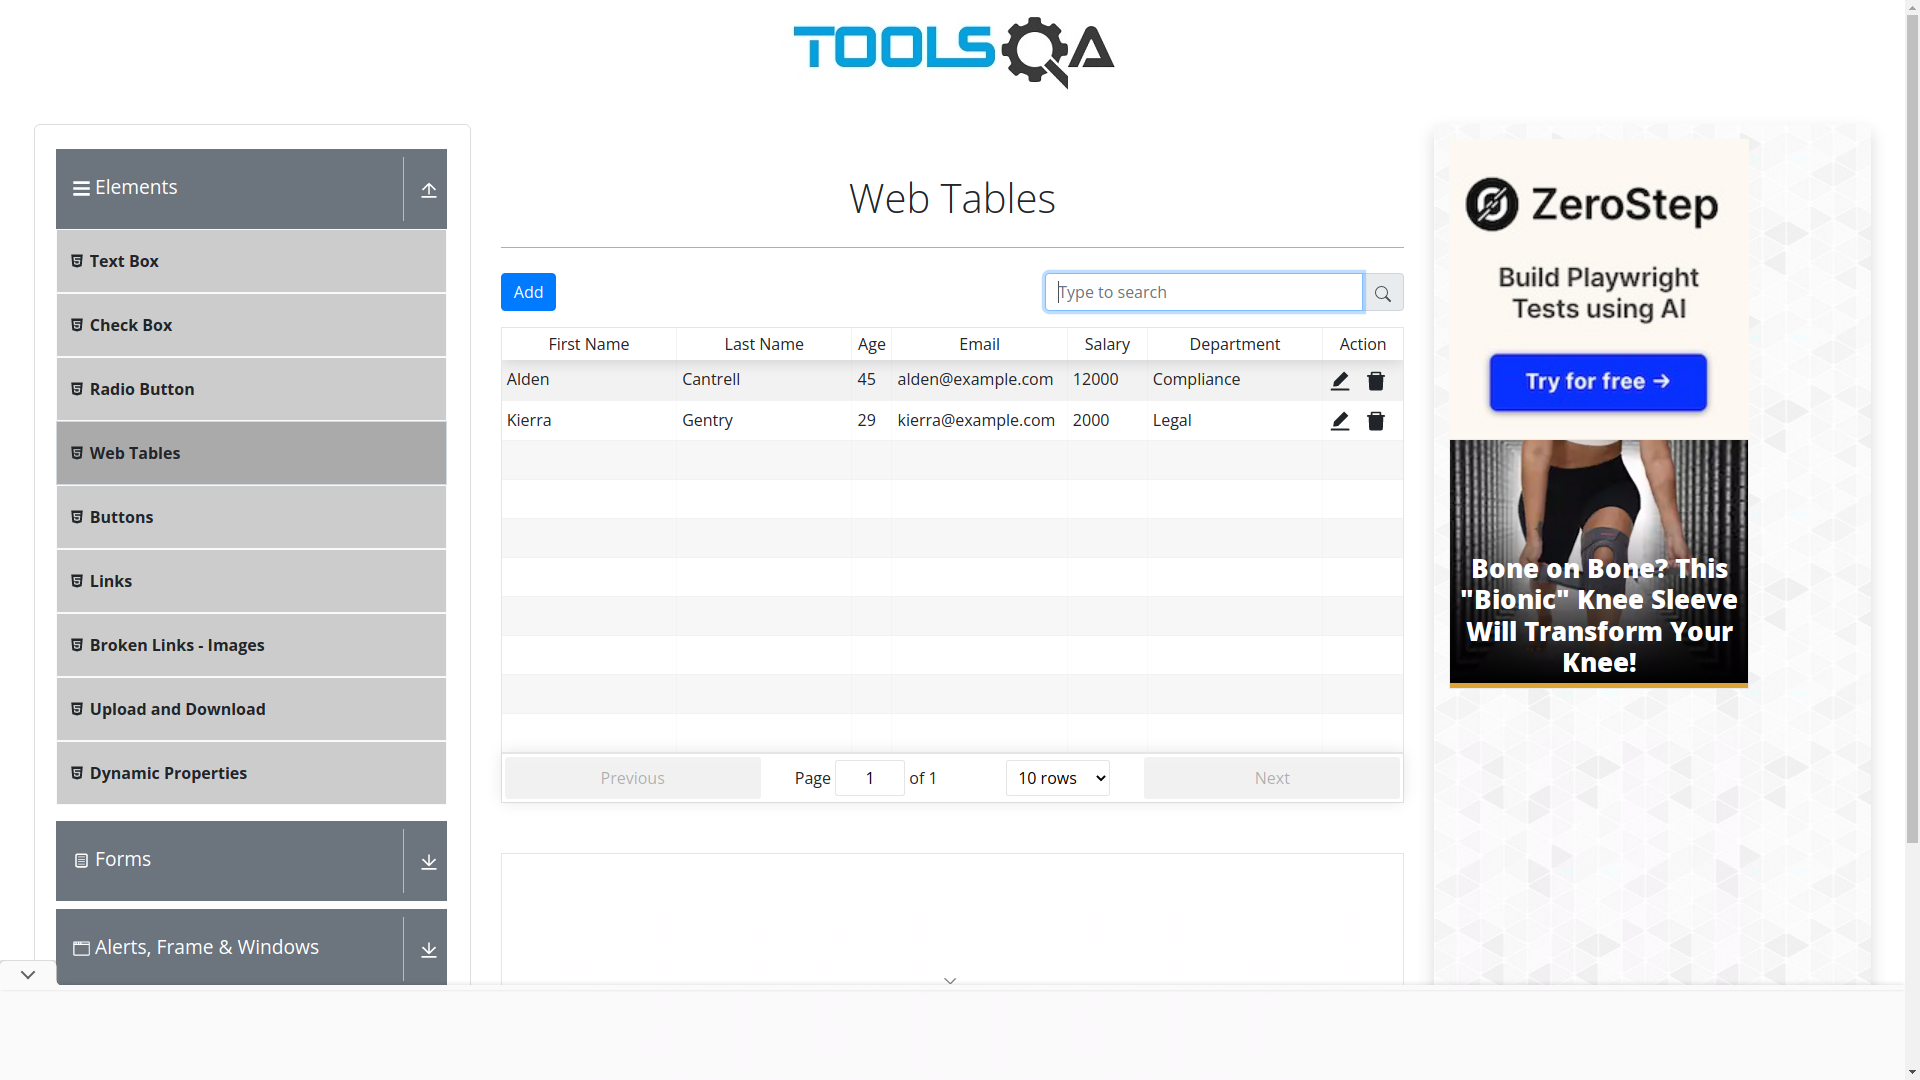 TOOLSQA
Elements
Text Box
Check Box
Radio Button
Web Tables
Buttons
Links
Broken Links - Images
Upload and Download
Dynamic Properties
Forms
Alerts, Frame & Windows
Web Tables
Add
Type to search
First Name Last Name Age Email Salary Department Action
Alden Cantrell 45 alden@example.com 12000 Compliance
Kierra Gentry 29 kierra@example.com 2000 Legal
Previous Page 1 of 1 10 rows Next
ZeroStep
Build Playwright
Tests using AI
Try for free →
Bone on Bone? This
"Bionic" Knee Sleeve
Will Transform Your
Knee!